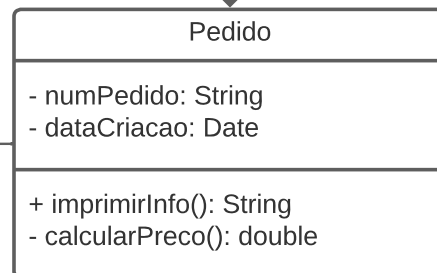 Pedido
- numPedido: String
- dataCriacao: Date
+ imprimirInfo(): String
- calcularPreco(): double